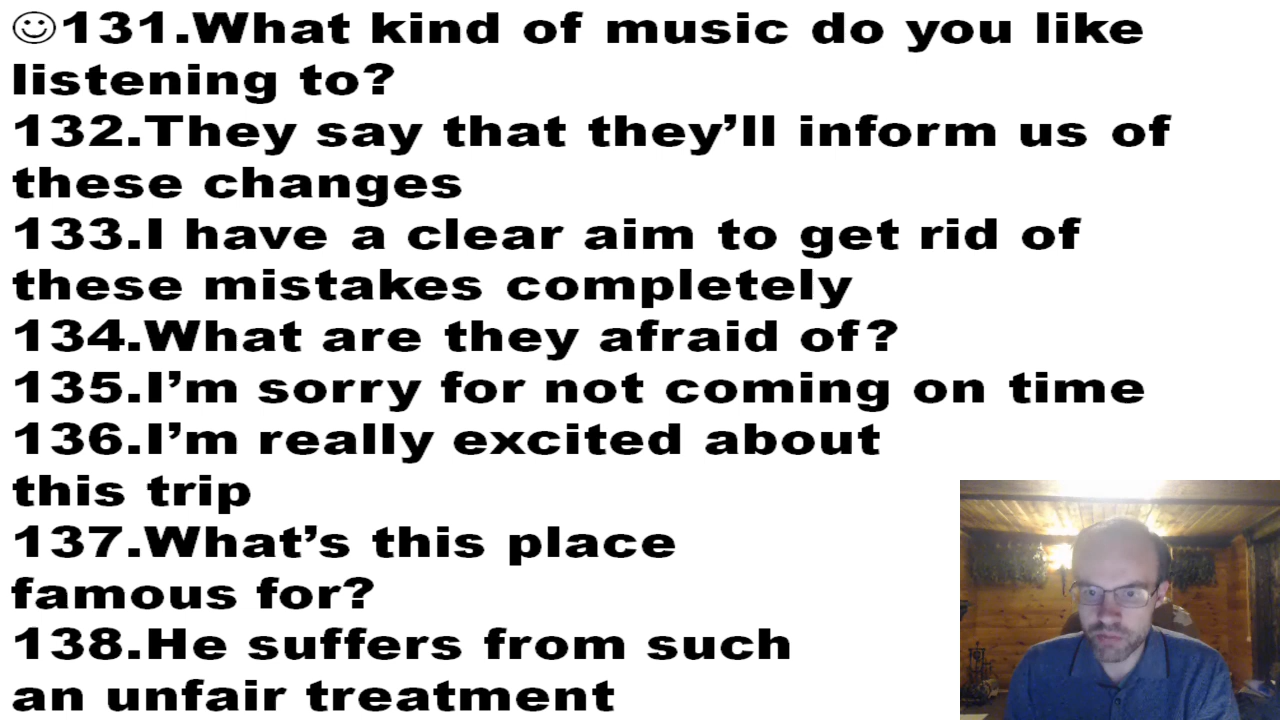 ☺131.What kind of music do you like
listening to?
132.They say that they’ll inform us of
these changes
133.I have a clear aim to get rid of
these mistakes completely
134.What are they afraid of?
135.I’m sorry for not coming on time
136.I’m really excited about
this trip
137.What’s this place
famous for?
138.He suffers from such
an unfair treatment